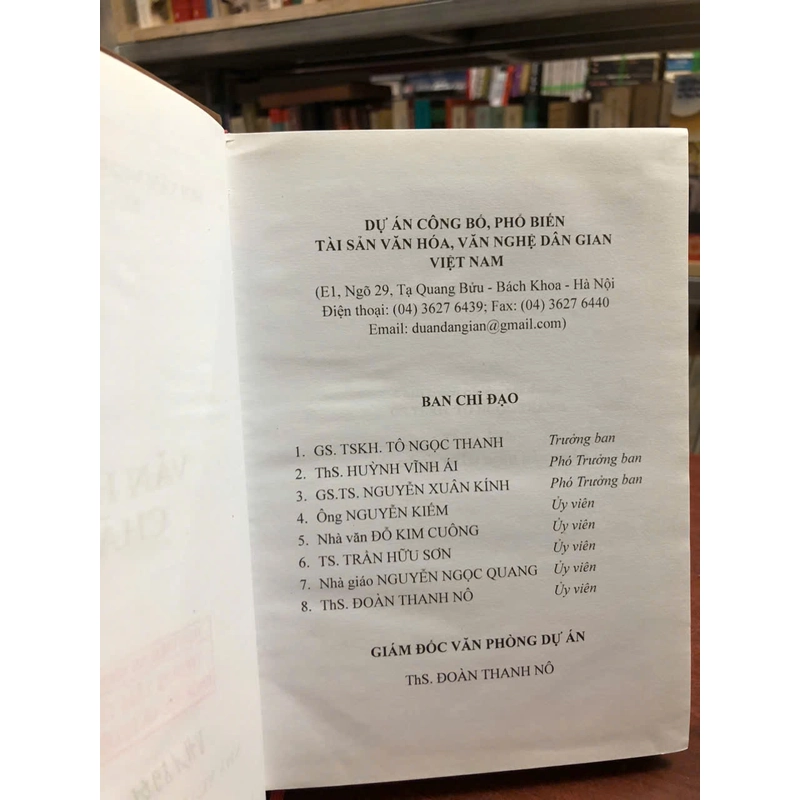 DỰ ÁN CÔNG BỐ, PHỔ BIẾN
TÀI SẢN VĂN HÓA, VĂN NGHỆ DÂN GIAN
VIỆT NAM
(E1, Ngõ 29, Tạ Quang Bửu - Bách Khoa - Hà Nội
Điện thoại: (04) 3627 6439; Fax: (04) 3627 6440
Email: duandangian@gmail.com)
BAN CHỈ ĐẠO
1. GS. TSKH. TÔ NGỌC THANH Trưởng ban
2. ThS. HUỲNH VĨNH ÁI Phó Trưởng ban
3. GS.TS. NGUYỄN XUÂN KÍNH Phó Trưởng ban
4. Ông NGUYỄN KIỂM Ủy viên
5. Nhà văn ĐỖ KIM CUÔNG Ủy viên
6. TS. TRẦN HỮU SƠN Ủy viên
7. Nhà giáo NGUYỄN NGỌC QUANG Ủy viên
8. ThS. ĐOÀN THANH NÔ Ủy viên
GIÁM ĐỐC VĂN PHÒNG DỰ ÁN
ThS. ĐOÀN THANH NÔ